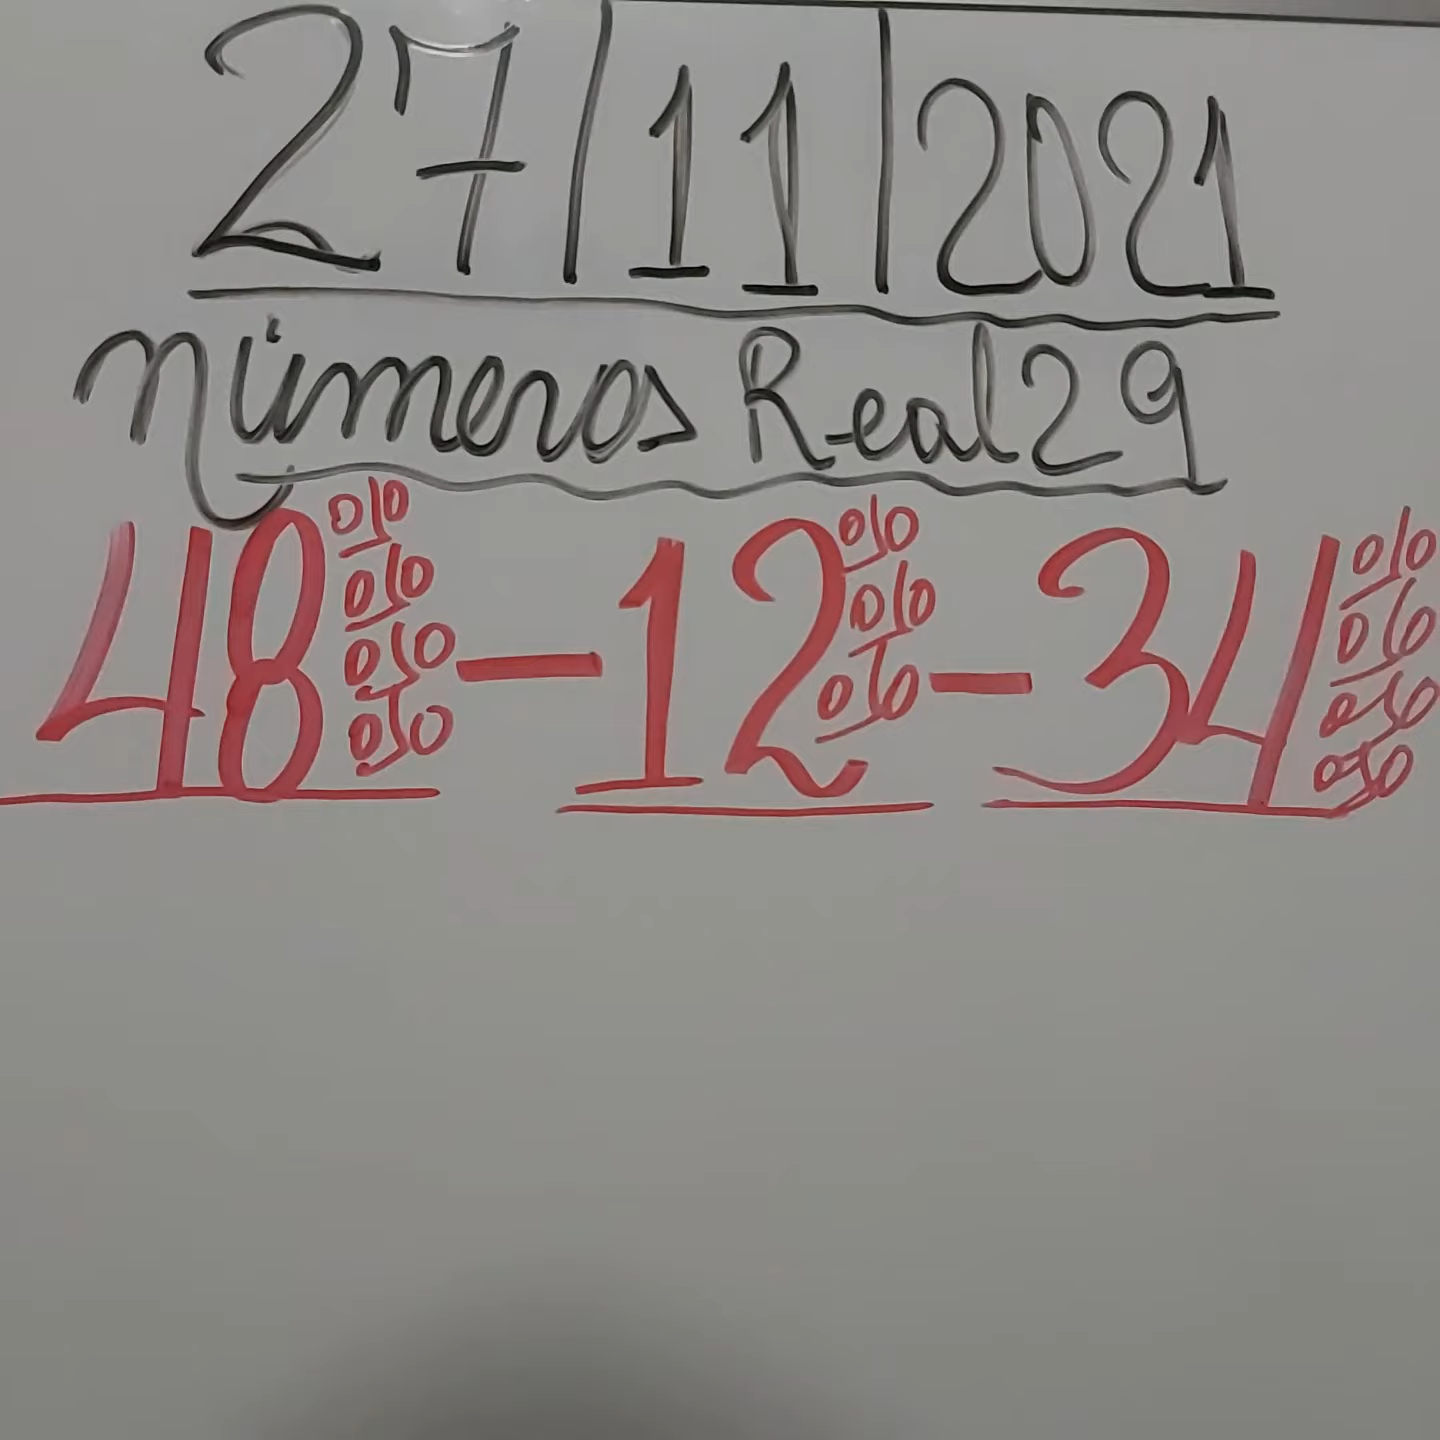 27/11/2021
números Real29
48 % % % % - 12 % % % - 34 % % % %